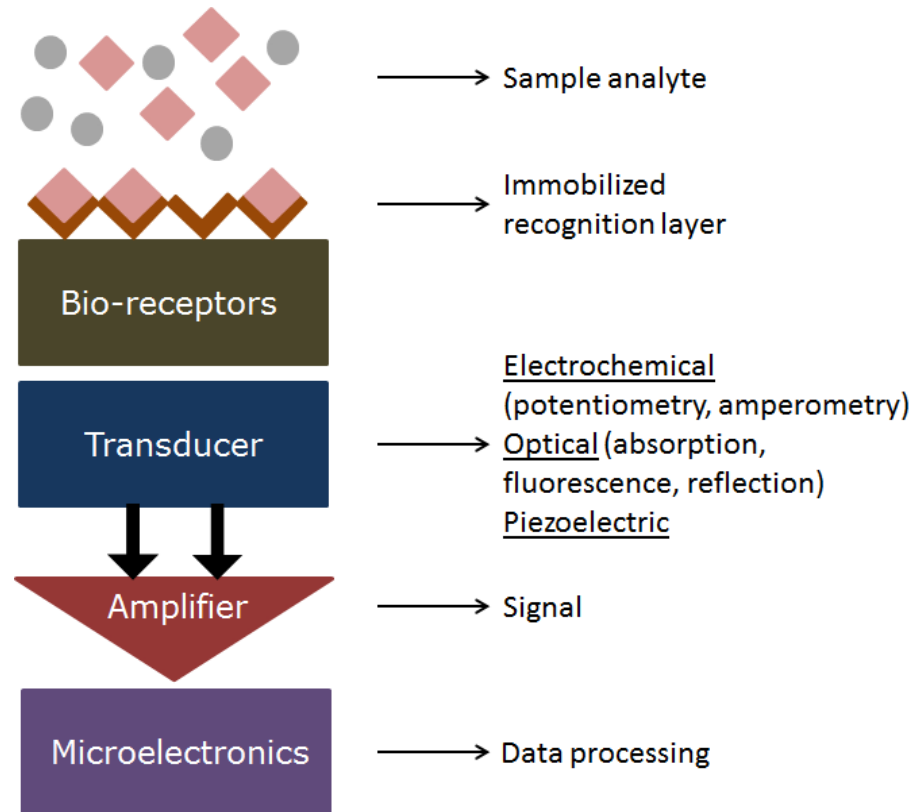 Sample analyte
Immobilized
recognition layer
Bio-receptors
Transducer
Electrochemical
(potentiometry, amperometry)
Optical (absorption,
fluorescence, reflection)
Piezoelectric
Amplifier
Signal
Microelectronics
Data processing